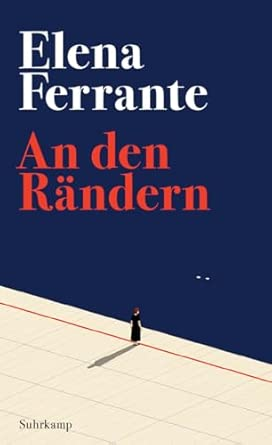 Elena
Ferrante
An den
Rändern
Suhrkamp